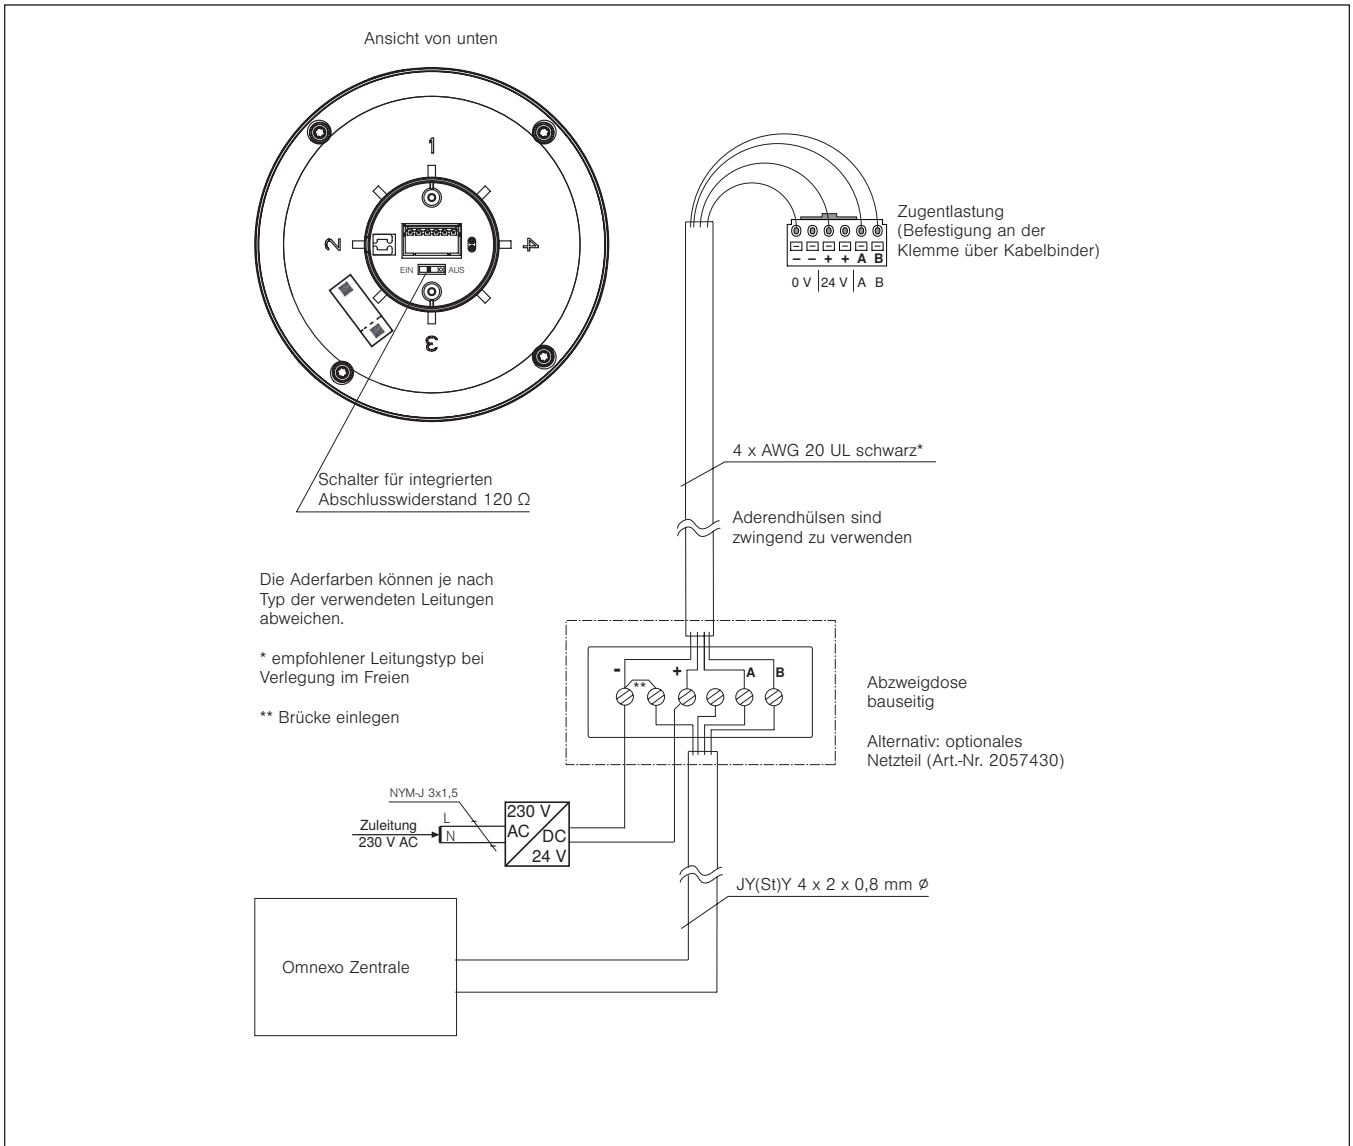 Ansicht von unten
1
2
4
EIN
AUS
3
Schalter für integrierten
Abschlusswiderstand 120 Ω
Zugentlastung
(Befestigung an der
Klemme über Kabelbinder)
– – + + A B
0 V 24 V A B
4 x AWG 20 UL schwarz*
Aderendhülsen sind
zwingend zu verwenden
Die Aderfarben können je nach
Typ der verwendeten Leitungen
abweichen.
* empfohlener Leitungstyp bei
Verlegung im Freien
** Brücke einlegen
- + A B
**
Abzweigdose
bauseitig
Alternativ: optionales
Netzteil (Art.-Nr. 2057430)
NYM-J 3x1,5
Zuleitung
230 V AC
L
N
230 V
AC
DC
24 V
JY(St)Y 4 x 2 x 0,8 mm ø
Omnexo Zentrale